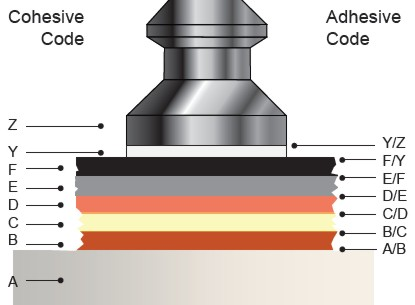 Cohesive
Code
Adhesive
Code
Z
Y
F
E
D
C
B
A
Y/Z
F/Y
E/F
D/E
C/D
B/C
A/B